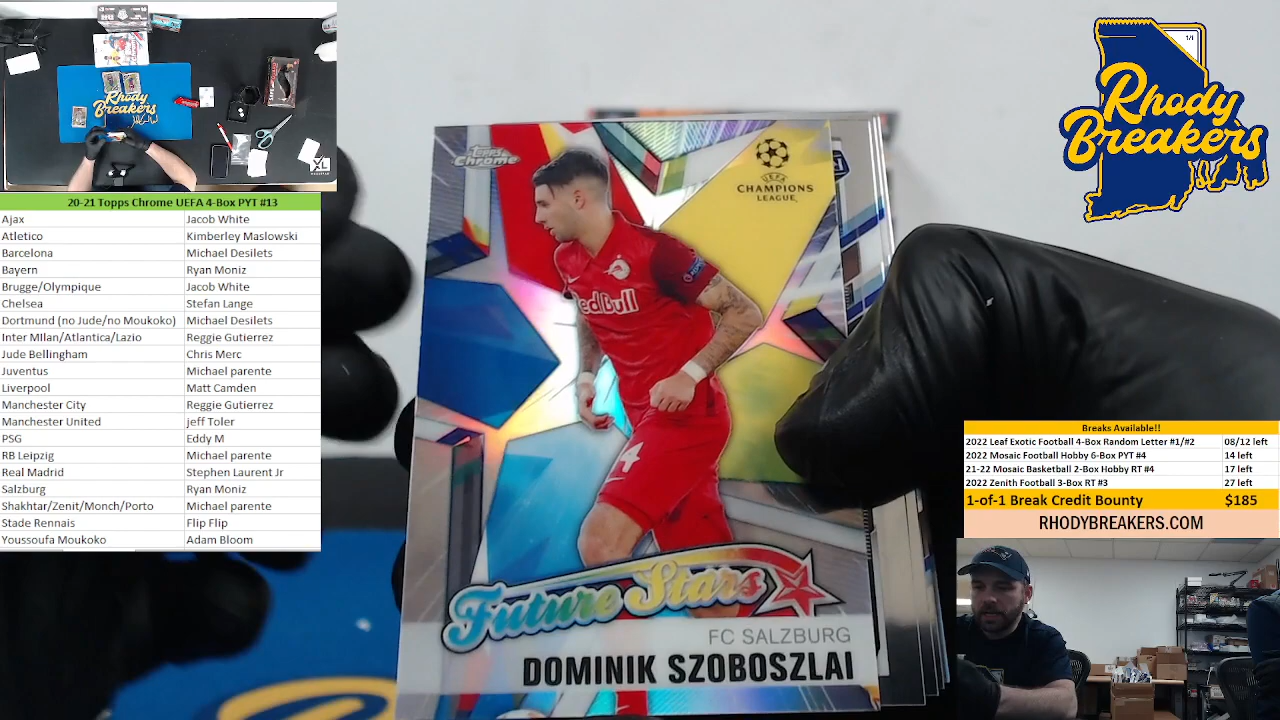 20-21 Topps Chrome UEFA 4-Box PYT #13
Ajax Jacob White
Atletico Kimberley Maslowski
Barcelona Michael Desilets
Bayern Ryan Moniz
Brugge/Olympique Jacob White
Chelsea Stefan Lange
Dortmund (no Jude/no Moukoko) Michael Desilets
Inter MIlan/Atlantica/Lazio Reggie Gutierrez
Jude Bellingham Chris Merc
Juventus Michael parente
Liverpool Matt Camden
Manchester City Reggie Gutierrez
Manchester United jeff Toler
PSG Eddy M
RB Leipzig Michael parente
Real Madrid Stephen Laurent Jr
Salzburg Ryan Moniz
Shakhtar/Zenit/Monch/Porto Michael parente
Stade Rennais Flip Flip
Youssoufa Moukoko Adam Bloom
Rhody
Breakers
Topps
Chrome
UEFA
CHAMPIONS
LEAGUE
RedBull
4
Future Stars
FC SALZBURG
DOMINIK SZOBOSZLAI
1/1
Rhody
Breakers
Breaks Available!!
2022 Leaf Exotic Football 4-Box Random Letter #1/#2 08/12 left
2022 Mosaic Football Hobby 6-Box PYT #4 14 left
21-22 Mosaic Basketball 2-Box Hobby RT #4 17 left
2022 Zenith Football 3-Box RT #3 27 left
1-of-1 Break Credit Bounty $185
RHODYBREAKERS.COM